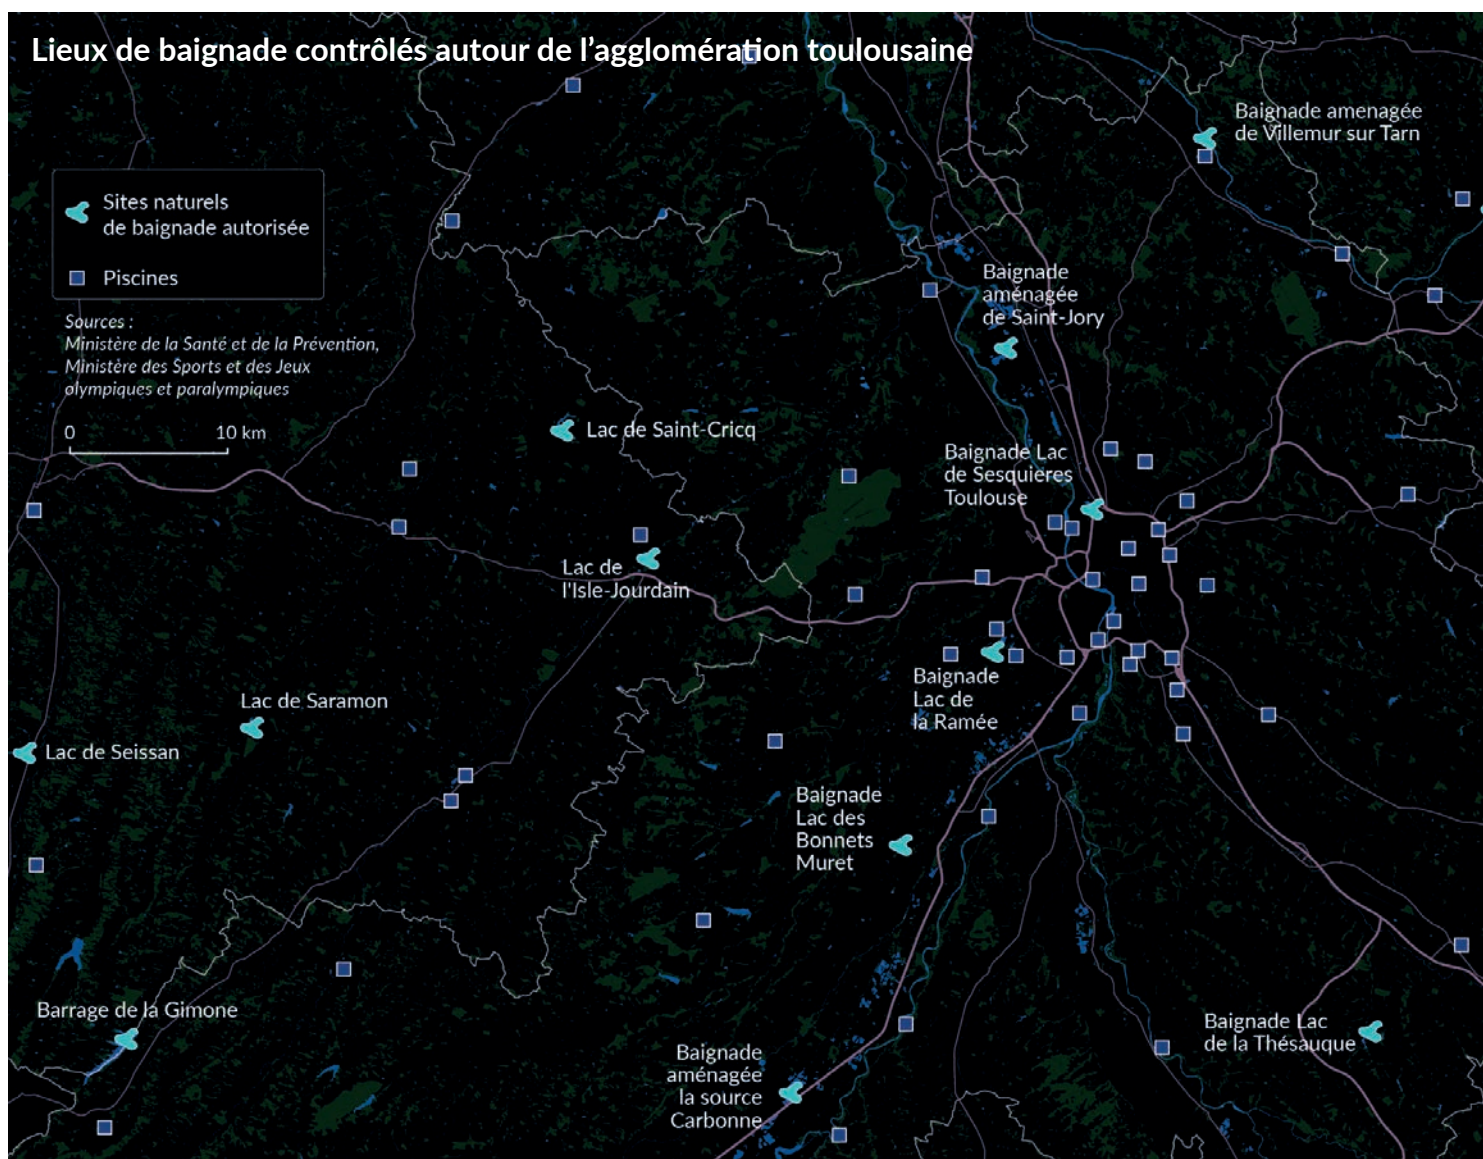 Lieux de baignade contrôlés autour de l’agglomération toulousaine
Baignade amenagée
de Villemur sur Tarn
Sites naturels
de baignade autorisée
Piscines
Sources :
Ministère de la Santé et de la Prévention,
Ministère des Sports et des Jeux
olympiques et paralympiques
0 10 km
Baignade
aménagée
de Saint-Jory
Lac de Saint-Cricq
Baignade Lac
de Sesquieres
Toulouse
Lac de
l'Isle-Jourdain
Baignade
Lac de
la Ramée
Lac de Saramon
Lac de Seissan
Baignade
Lac des
Bonnets
Muret
Barrage de la Gimone
Baignade
aménagée
la source
Carbonne
Baignade Lac
de la Thésauque